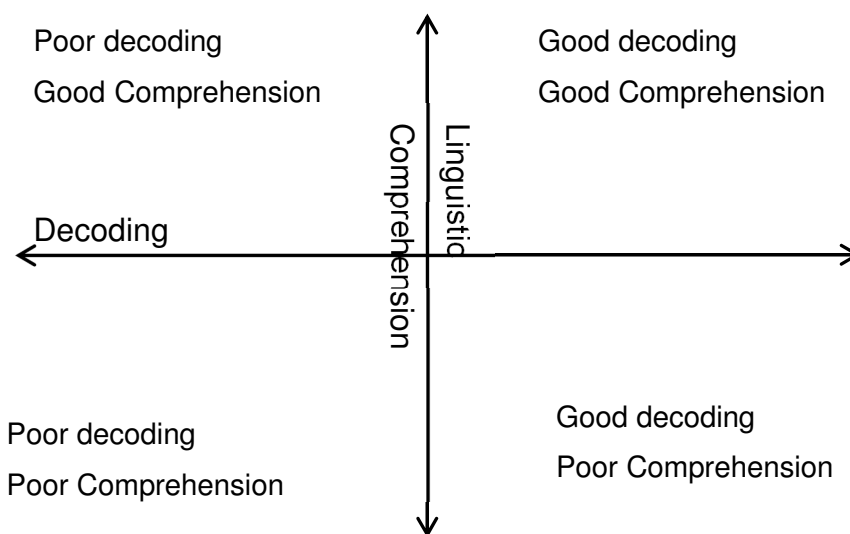 Poor decoding
Good Comprehension
Good decoding
Good Comprehension
Linguistic
Comprehension
Decoding
Poor decoding
Poor Comprehension
Good decoding
Poor Comprehension